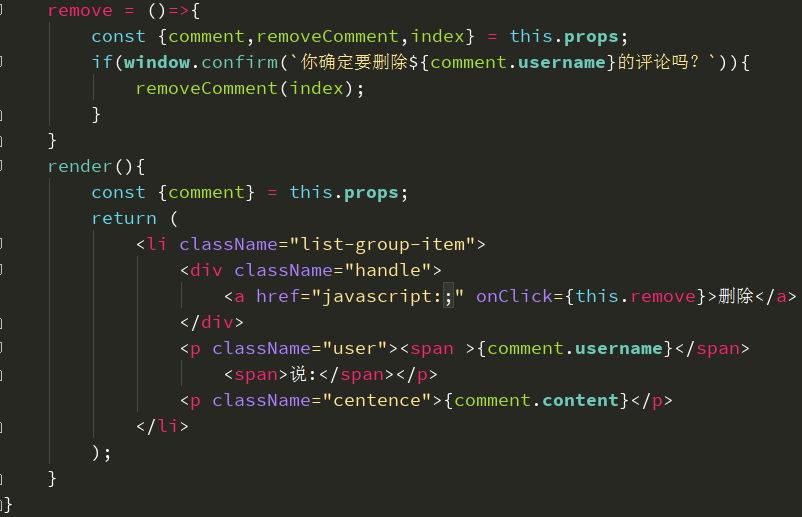 remove = ()=>{
const {comment,removeComment,index} = this.props;
if(window.confirm(`你确定要删除${comment.username}的评论吗？`)){
removeComment(index);
}
}
render(){
const {comment} = this.props;
return (
<li className="list-group-item">
<div className="handle">
<a href="javascript:;" onClick={this.remove}>删除</a>
</div>
<p className="user"><span >{comment.username}</span>
<span>说:</span></p>
<p className="centence">{comment.content}</p>
</li>
);
}
}